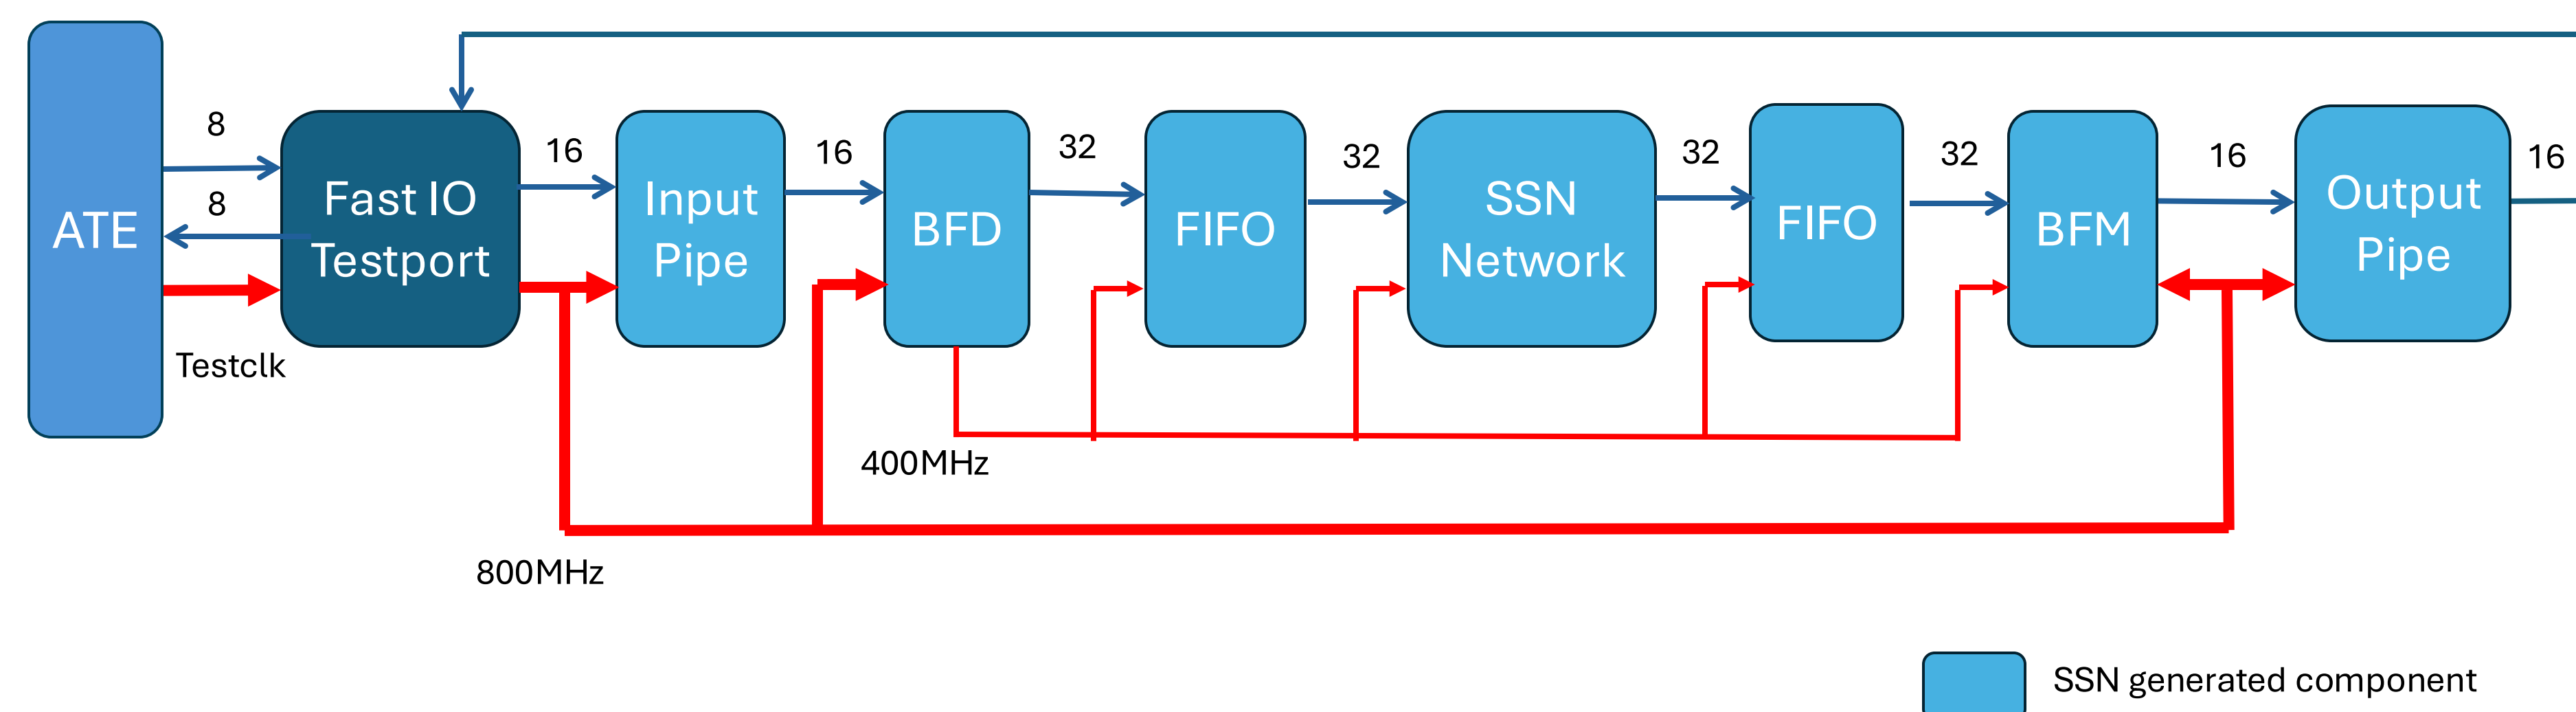 ATE
8
8
Testclk
Fast IO
Testport
16
Input
Pipe
16
BFD
32
FIFO
32
SSN
Network
32
FIFO
32
BFM
16
Output
Pipe
16
400MHz
800MHz
SSN generated component